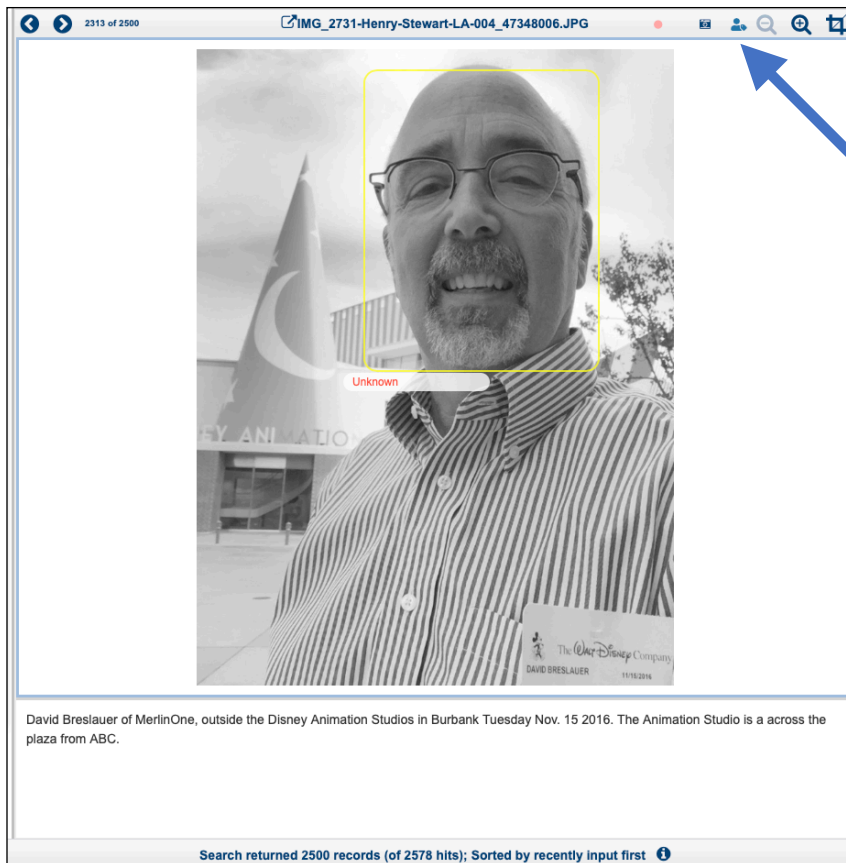 2313 of 2500
IMG_2731-Henry-Stewart-LA-004_47348006.JPG
EY ANIMATION
Unknown
The WALT DISNEY Company
DAVID BRESLAUER
11/15/2016
David Breslauer of MerlinOne, outside the Disney Animation Studios in Burbank Tuesday Nov. 15 2016. The Animation Studio is a across the
plaza from ABC.
Search returned 2500 records (of 2578 hits); Sorted by recently input first